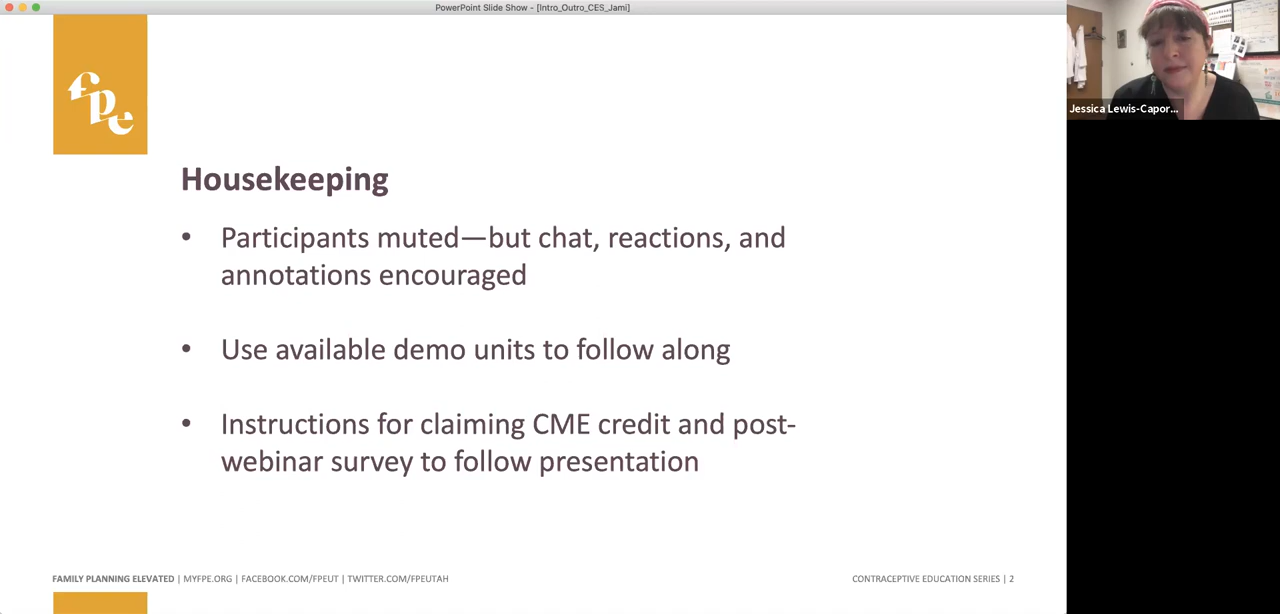 PowerPoint Slide Show - [Intro_Outro_CES_Jami]
fpe
Jessica Lewis-Capor...
Housekeeping
• Participants muted—but chat, reactions, and
annotations encouraged
• Use available demo units to follow along
• Instructions for claiming CME credit and post-
webinar survey to follow presentation
FAMILY PLANNING ELEVATED | MYFPE.ORG | FACEBOOK.COM/FPEUT | TWITTER.COM/FPEUTAH
CONTRACEPTIVE EDUCATION SERIES | 2